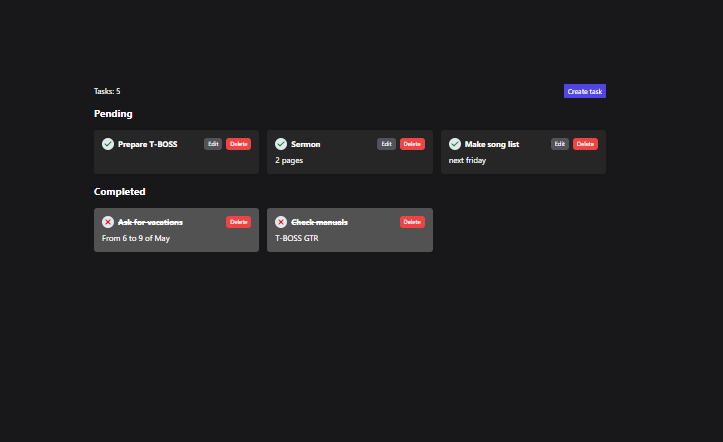 Tasks: 5 Create task
Pending
Prepare T-BOSS Edit Delete
Sermon Edit Delete
2 pages
Make song list Edit Delete
next friday
Completed
Ask for vacations Delete
From 6 to 9 of May
Check manuals Delete
T-BOSS GTR